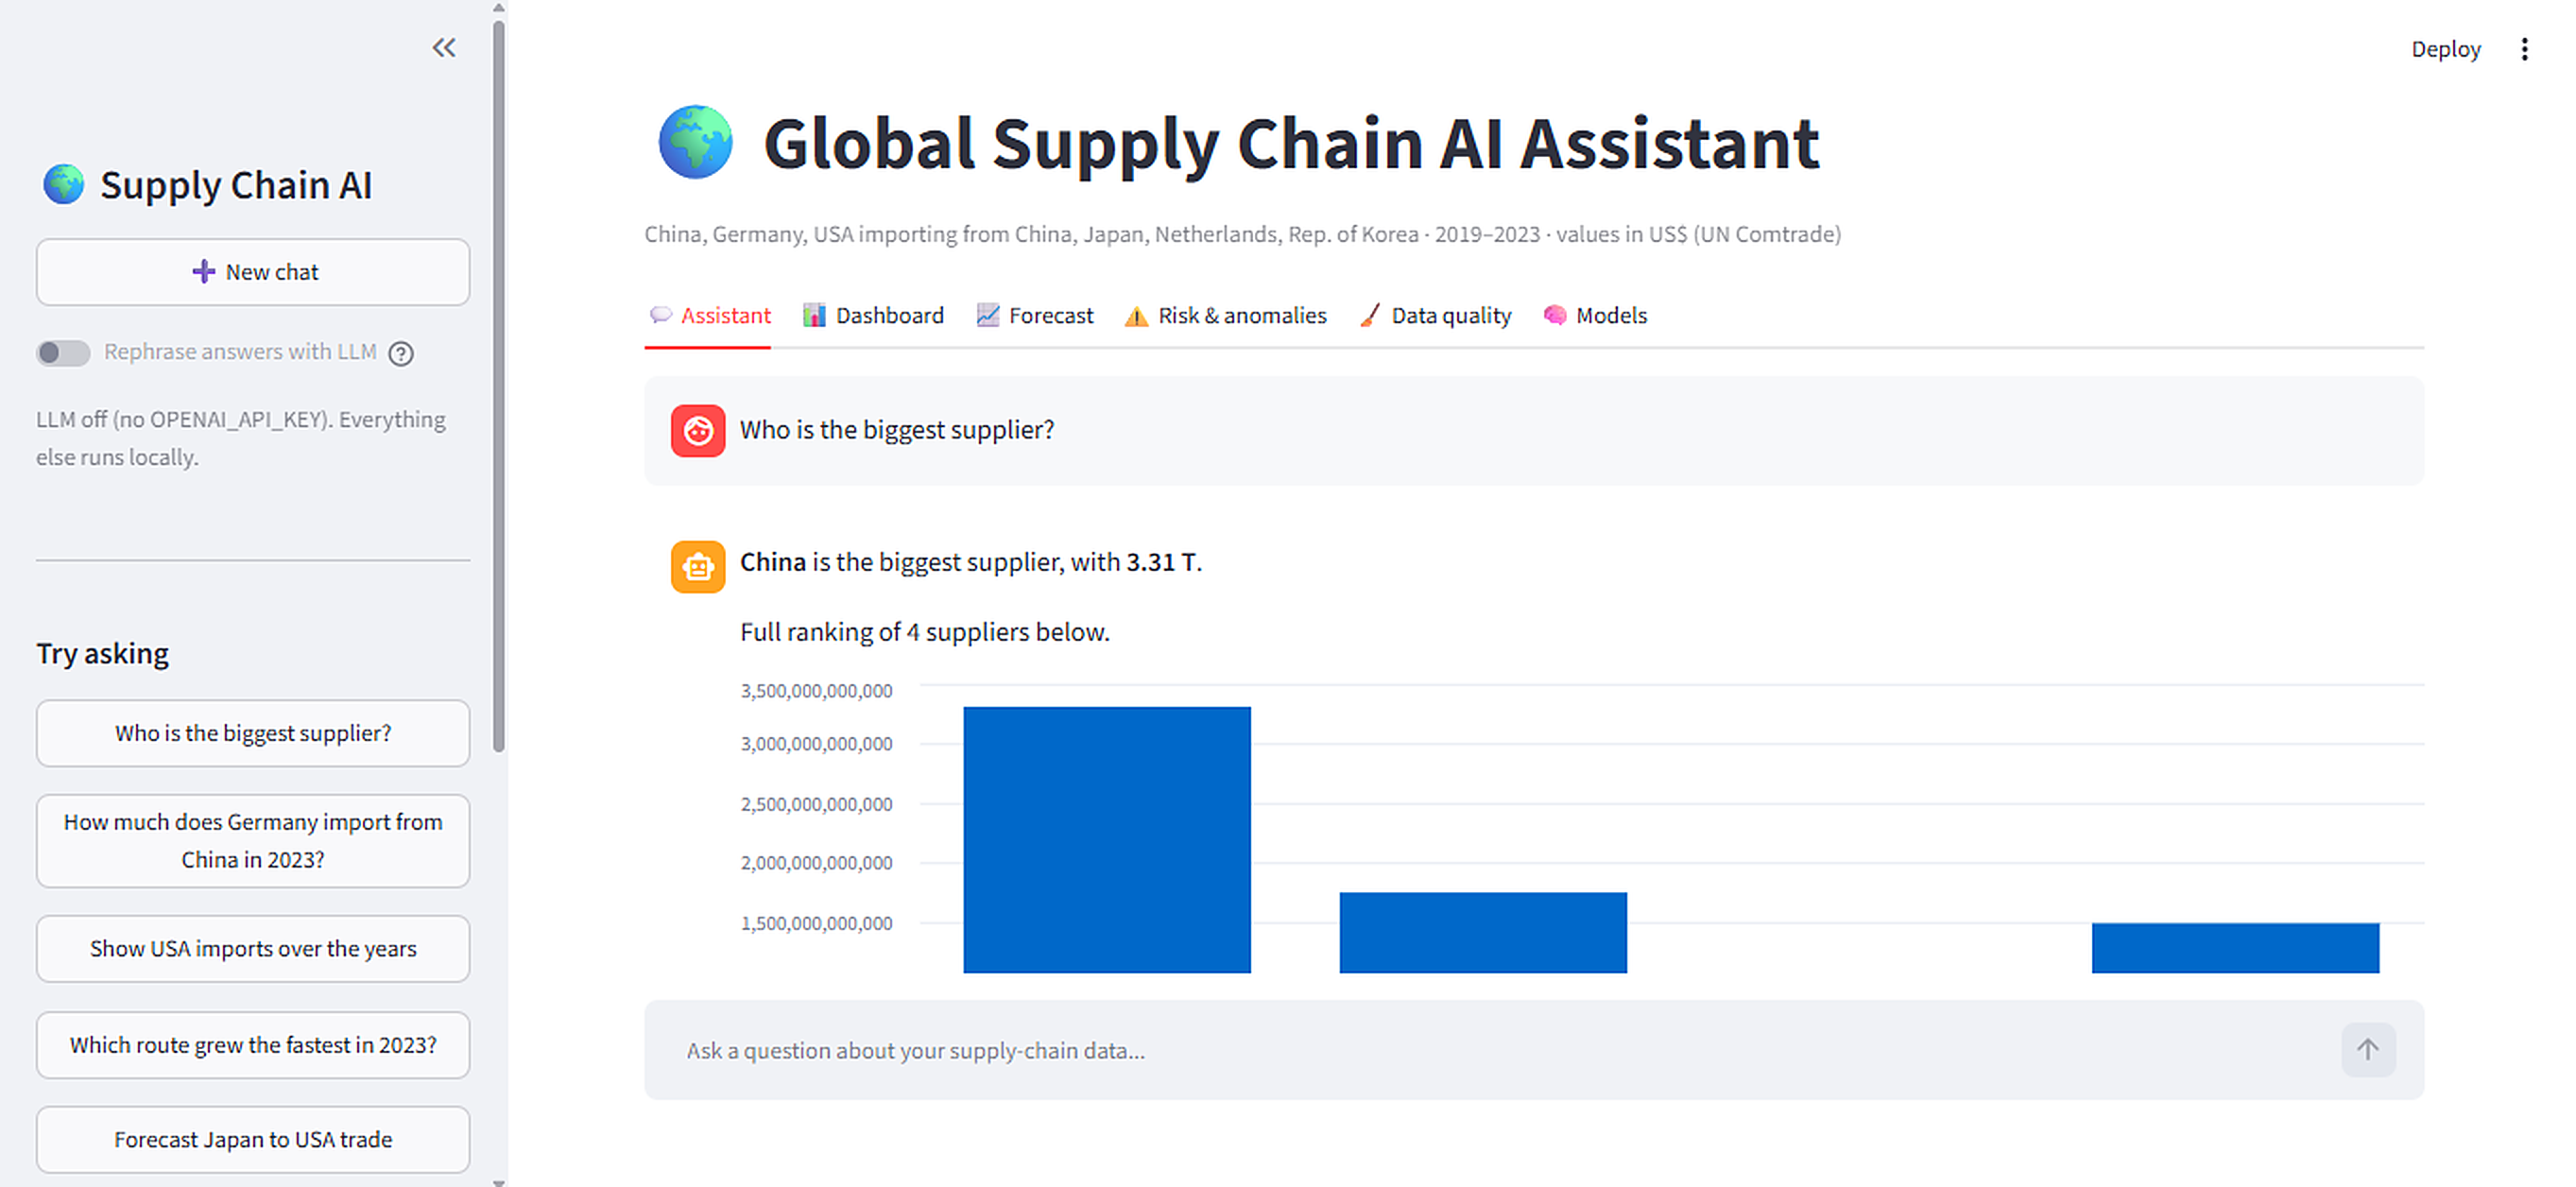 Supply Chain AI
New chat
Rephrase answers with LLM
LLM off (no OPENAI_API_KEY). Everything
else runs locally.
Try asking
Who is the biggest supplier?
How much does Germany import from
China in 2023?
Show USA imports over the years
Which route grew the fastest in 2023?
Forecast Japan to USA trade
Deploy
Global Supply Chain AI Assistant
China, Germany, USA importing from China, Japan, Netherlands, Rep. of Korea · 2019–2023 · values in US$ (UN Comtrade)
Assistant Dashboard Forecast Risk & anomalies Data quality Models
Who is the biggest supplier?
China is the biggest supplier, with 3.31 T.
Full ranking of 4 suppliers below.
3,500,000,000,000
3,000,000,000,000
2,500,000,000,000
2,000,000,000,000
1,500,000,000,000
Ask a question about your supply-chain data...